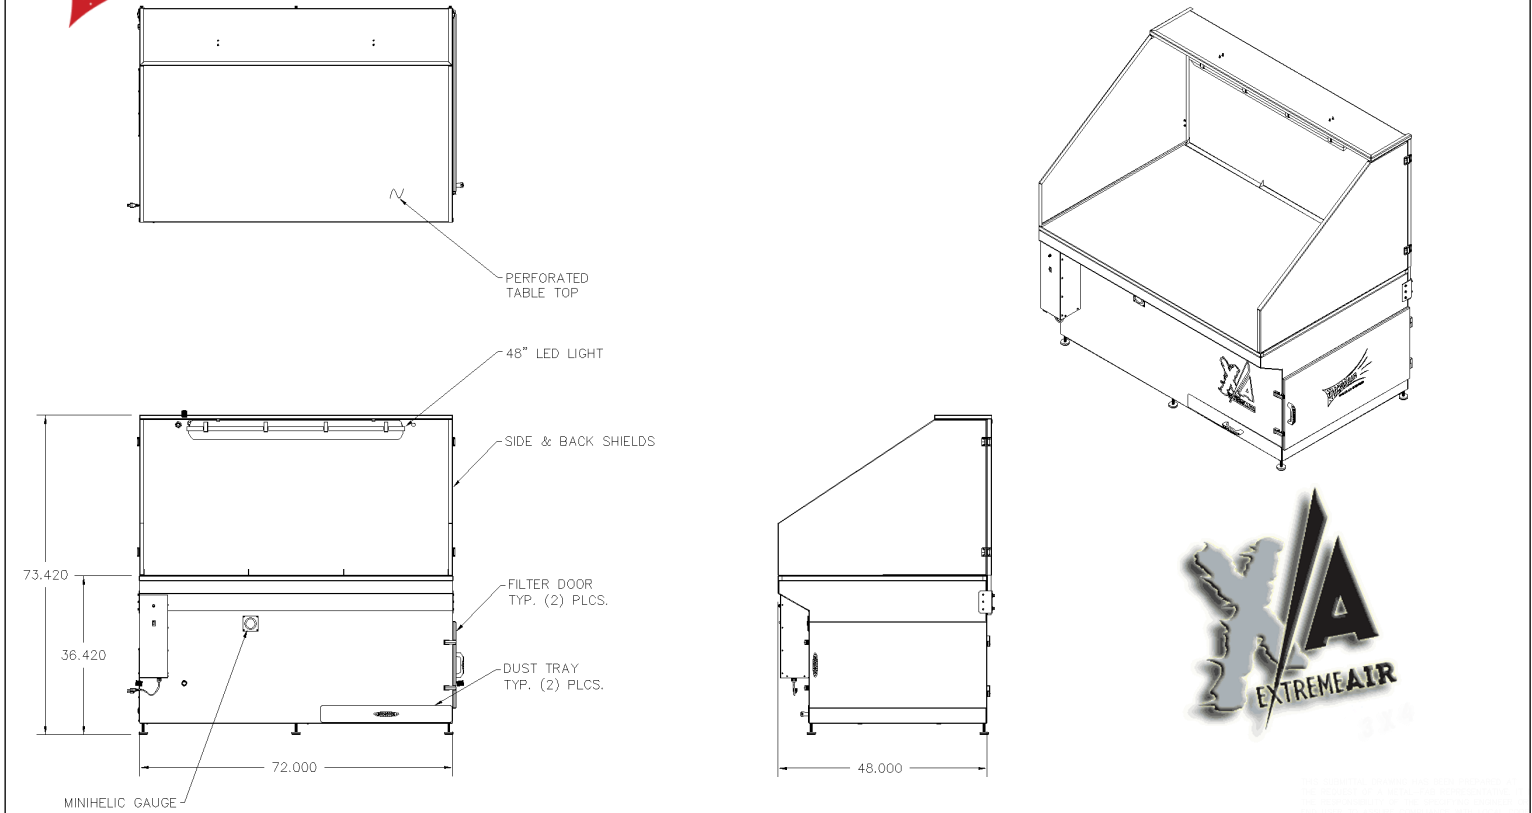 PERFORATED
TABLE TOP
48" LED LIGHT
SIDE & BACK SHIELDS
73.420
FILTER DOOR
TYP. (2) PLCS.
36.420
DUST TRAY
TYP. (2) PLCS.
72.000
48.000
MINIHELIC GAUGE
XA
EXTREMEAIR